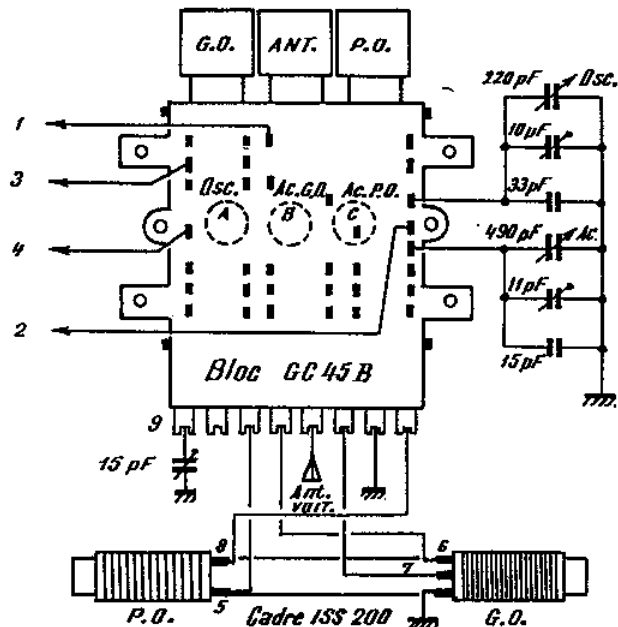 G.O. ANT. P.O.
220 pF Osc.
1
10 pF
3
Osc. Ac.G.O. Ac.P.O.
A B C
33 pF
4
490 pF Ac.
11 pF
2
15 pF
Bloc GC 45 B
9
15 pF
Ant.
voit.
8 6
7
5
P.O. Cadre ISS 200 G.O.